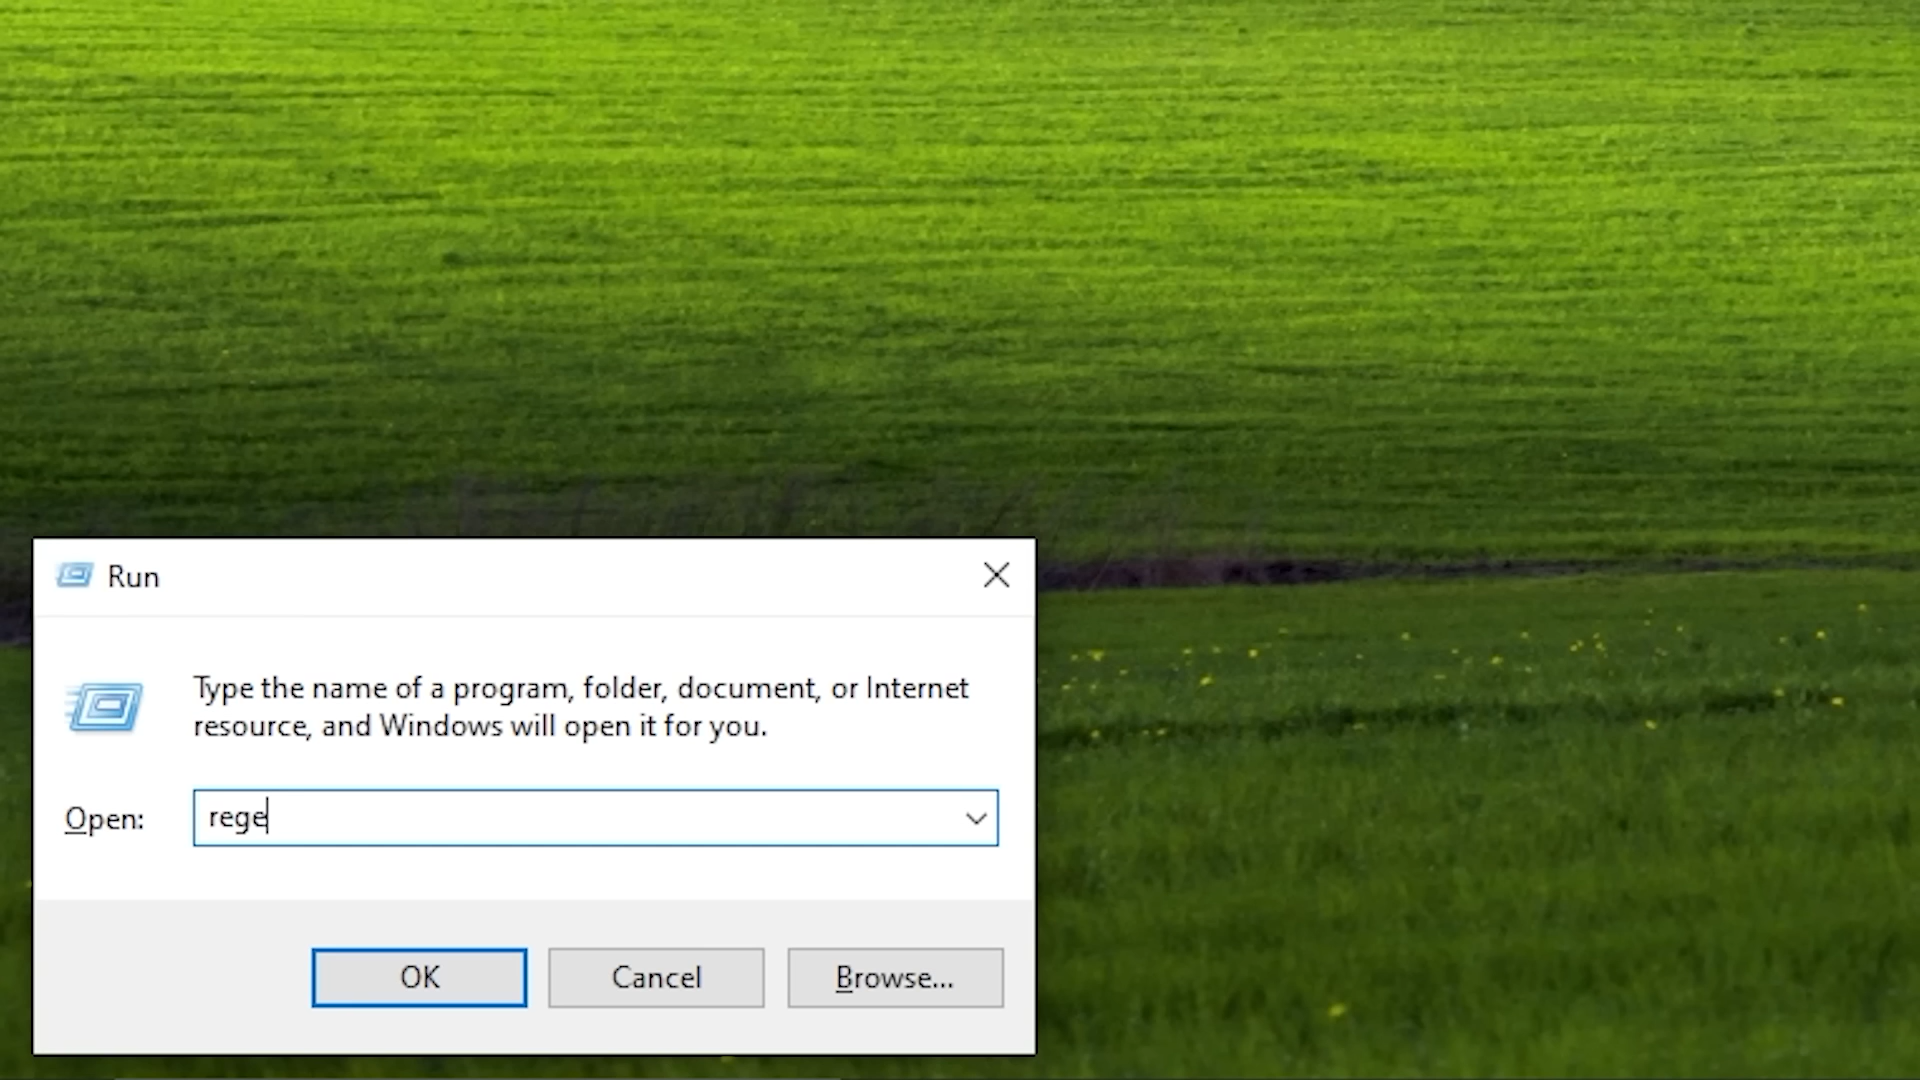 Run
Type the name of a program, folder, document, or Internet
resource, and Windows will open it for you.
Open: rege
OK Cancel Browse...